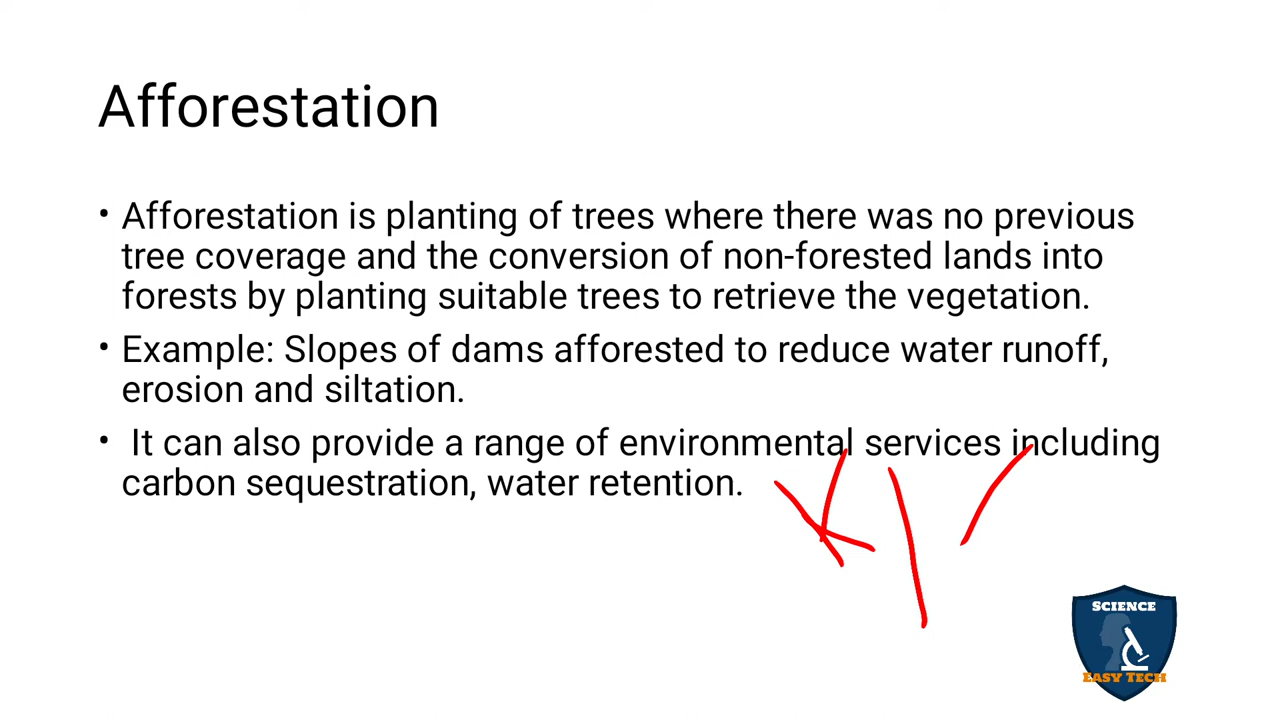 Afforestation
• Afforestation is planting of trees where there was no previous
tree coverage and the conversion of non-forested lands into
forests by planting suitable trees to retrieve the vegetation.
• Example: Slopes of dams afforested to reduce water runoff,
erosion and siltation.
• It can also provide a range of environmental services including
carbon sequestration, water retention.
SCIENCE
EASY TECH